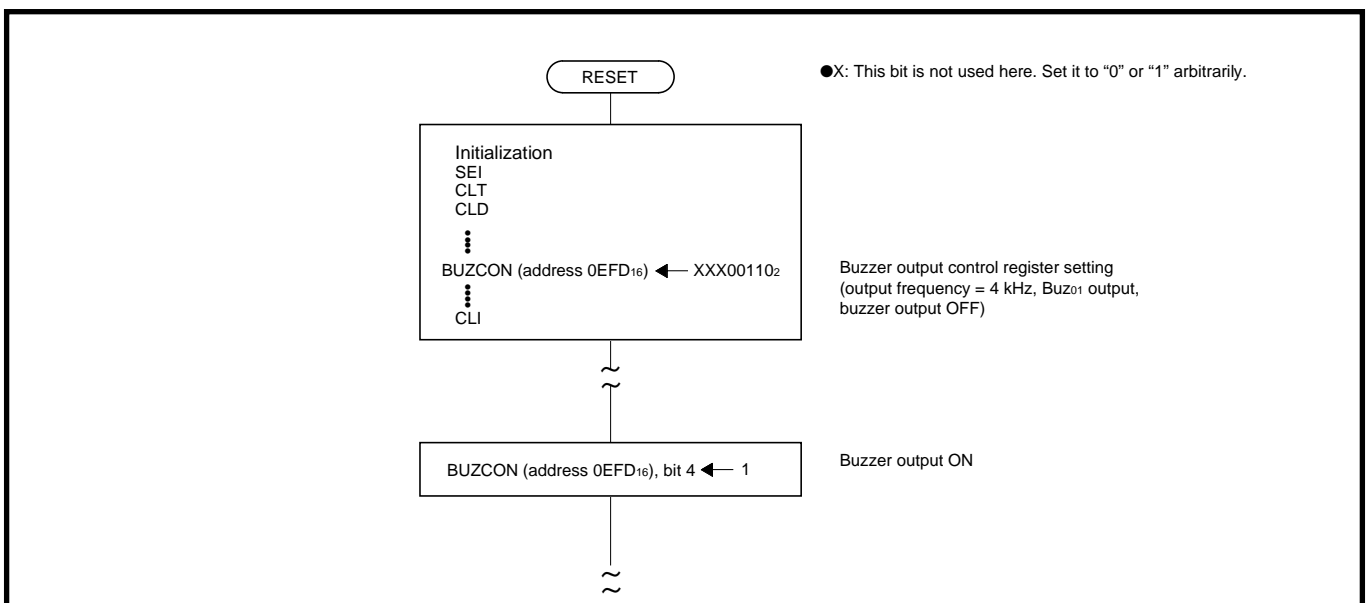 RESET
●X: This bit is not used here. Set it to “0” or “1” arbitrarily.
Initialization
SEI
CLT
CLD
BUZCON (address 0EFD16) ← XXX001102
CLI
Buzzer output control register setting
(output frequency = 4 kHz, Buz01 output,
buzzer output OFF)
BUZCON (address 0EFD16), bit 4 ← 1
Buzzer output ON